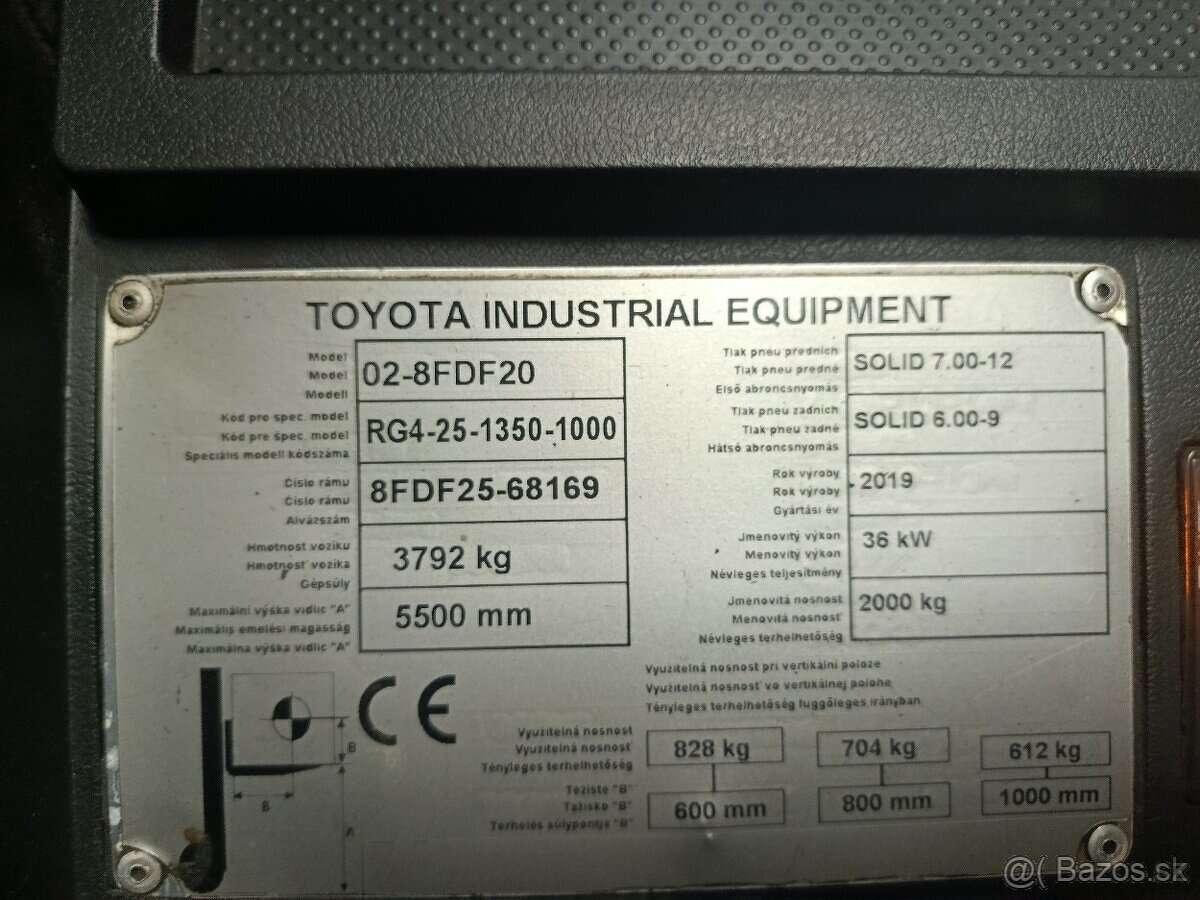 TOYOTA INDUSTRIAL EQUIPMENT
Model
Model
Modell
02-8FDF20
Kód pro spec. model
Kód pre špec. model
Speciális modell kódszáma
RG4-25-1350-1000
Číslo rámu
Číslo rámu
Alvázszám
8FDF25-68169
Hmotnost vozíku
Hmotnosť vozíka
Gépsúly
3792 kg
Maximální výška vidlic "A"
Maximális emelési magasság
Maximálna výška vidlíc "A"
5500 mm
Tlak pneu předních
Tlak pneu predné
Első abroncsnyomás
SOLID 7.00-12
Tlak pneu zadních
Tlak pneu zadné
Hátsó abroncsnyomás
SOLID 6.00-9
Rok výroby
Rok výroby
Gyártási év
2019
Jmenovitý výkon
Menovitý výkon
Névleges teljesítmény
36 kW
Jmenovitá nosnost
Menovitá nosnosť
Névleges terhelhetőség
2000 kg
B
B
A
CE
Využitelná nosnost při vertikální poloze
Využiteľná nosnosť vo vertikálnej polohe
Tényleges terhelhetőség függőleges irányban
Využitelná nosnost
Využiteľná nosnosť
Tényleges terhelhetőség
828 kg 704 kg 612 kg
Těžiště "B"
Ťažisko "B"
Terhelés súlypontja "B"
600 mm 800 mm 1000 mm
@( Bazos.sk